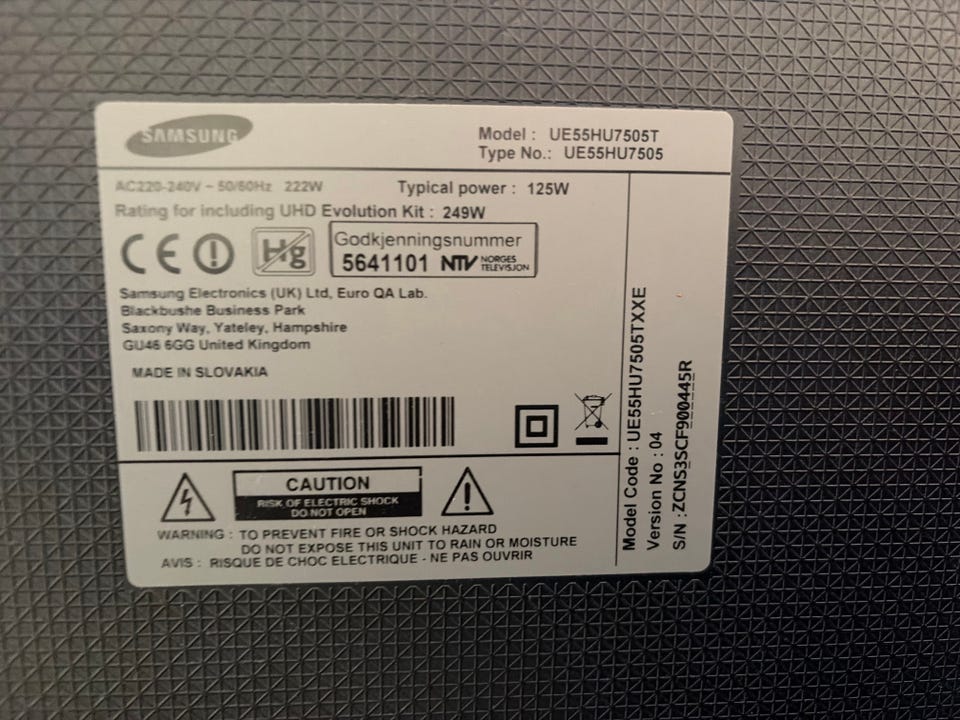 SAMSUNG
Model : UE55HU7505T
Type No.: UE55HU7505
AC220-240V ~ 50/60Hz 222W
Typical power : 125W
Rating for including UHD Evolution Kit : 249W
CE
Hg
Godkjenningsnummer
5641101 NTV NORGES TELEVISJON
Samsung Electronics (UK) Ltd, Euro QA Lab.
Blackbushe Business Park
Saxony Way, Yateley, Hampshire
GU46 6GG United Kingdom
MADE IN SLOVAKIA
CAUTION
RISK OF ELECTRIC SHOCK
DO NOT OPEN
WARNING : TO PREVENT FIRE OR SHOCK HAZARD
DO NOT EXPOSE THIS UNIT TO RAIN OR MOISTURE
AVIS : RISQUE DE CHOC ELECTRIQUE - NE PAS OUVRIR
Model Code : UE55HU7505TXXE
Version No : 04
S/N : ZCNS3SCF900445R